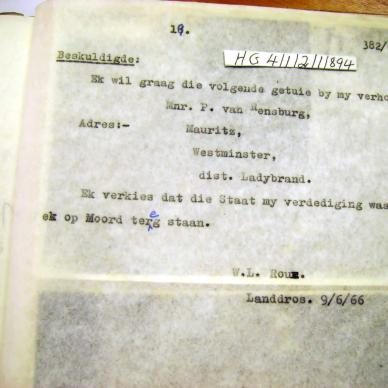 18.
382/
Beskuldigde:
HG 4/1/2/1/894
Ek wil graag die volgende getuie by my verho
Mnr. P. van Rensburg,
Adres:- Mauritz,
Westminster,
dist. Ladybrand.
Ek verkies dat die Staat my verdediging waa
ek op Moord tereg staan.
W.L. Roux.
Landdros. 9/6/66